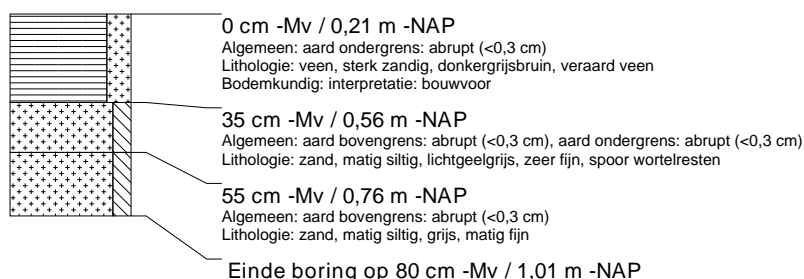 0 cm -Mv / 0,21 m -NAP
Algemeen: aard ondergrens: abrupt (<0,3 cm)
Lithologie: veen, sterk zandig, donkergrijsbruin, veraard veen
Bodemkundig: interpretatie: bouwvoor
35 cm -Mv / 0,56 m -NAP
Algemeen: aard bovengrens: abrupt (<0,3 cm), aard ondergrens: abrupt (<0,3 cm)
Lithologie: zand, matig siltig, lichtgeelgrijs, zeer fijn, spoor wortelresten
55 cm -Mv / 0,76 m -NAP
Algemeen: aard bovengrens: abrupt (<0,3 cm)
Lithologie: zand, matig siltig, grijs, matig fijn
Einde boring op 80 cm -Mv / 1,01 m -NAP